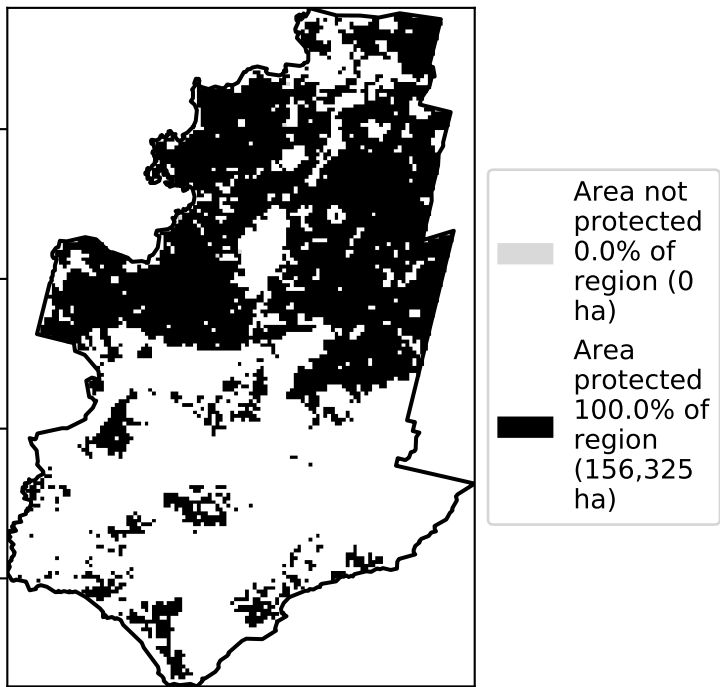 Area not
protected
0.0% of
region (0
ha)
Area
protected
100.0% of
region
(156,325
ha)